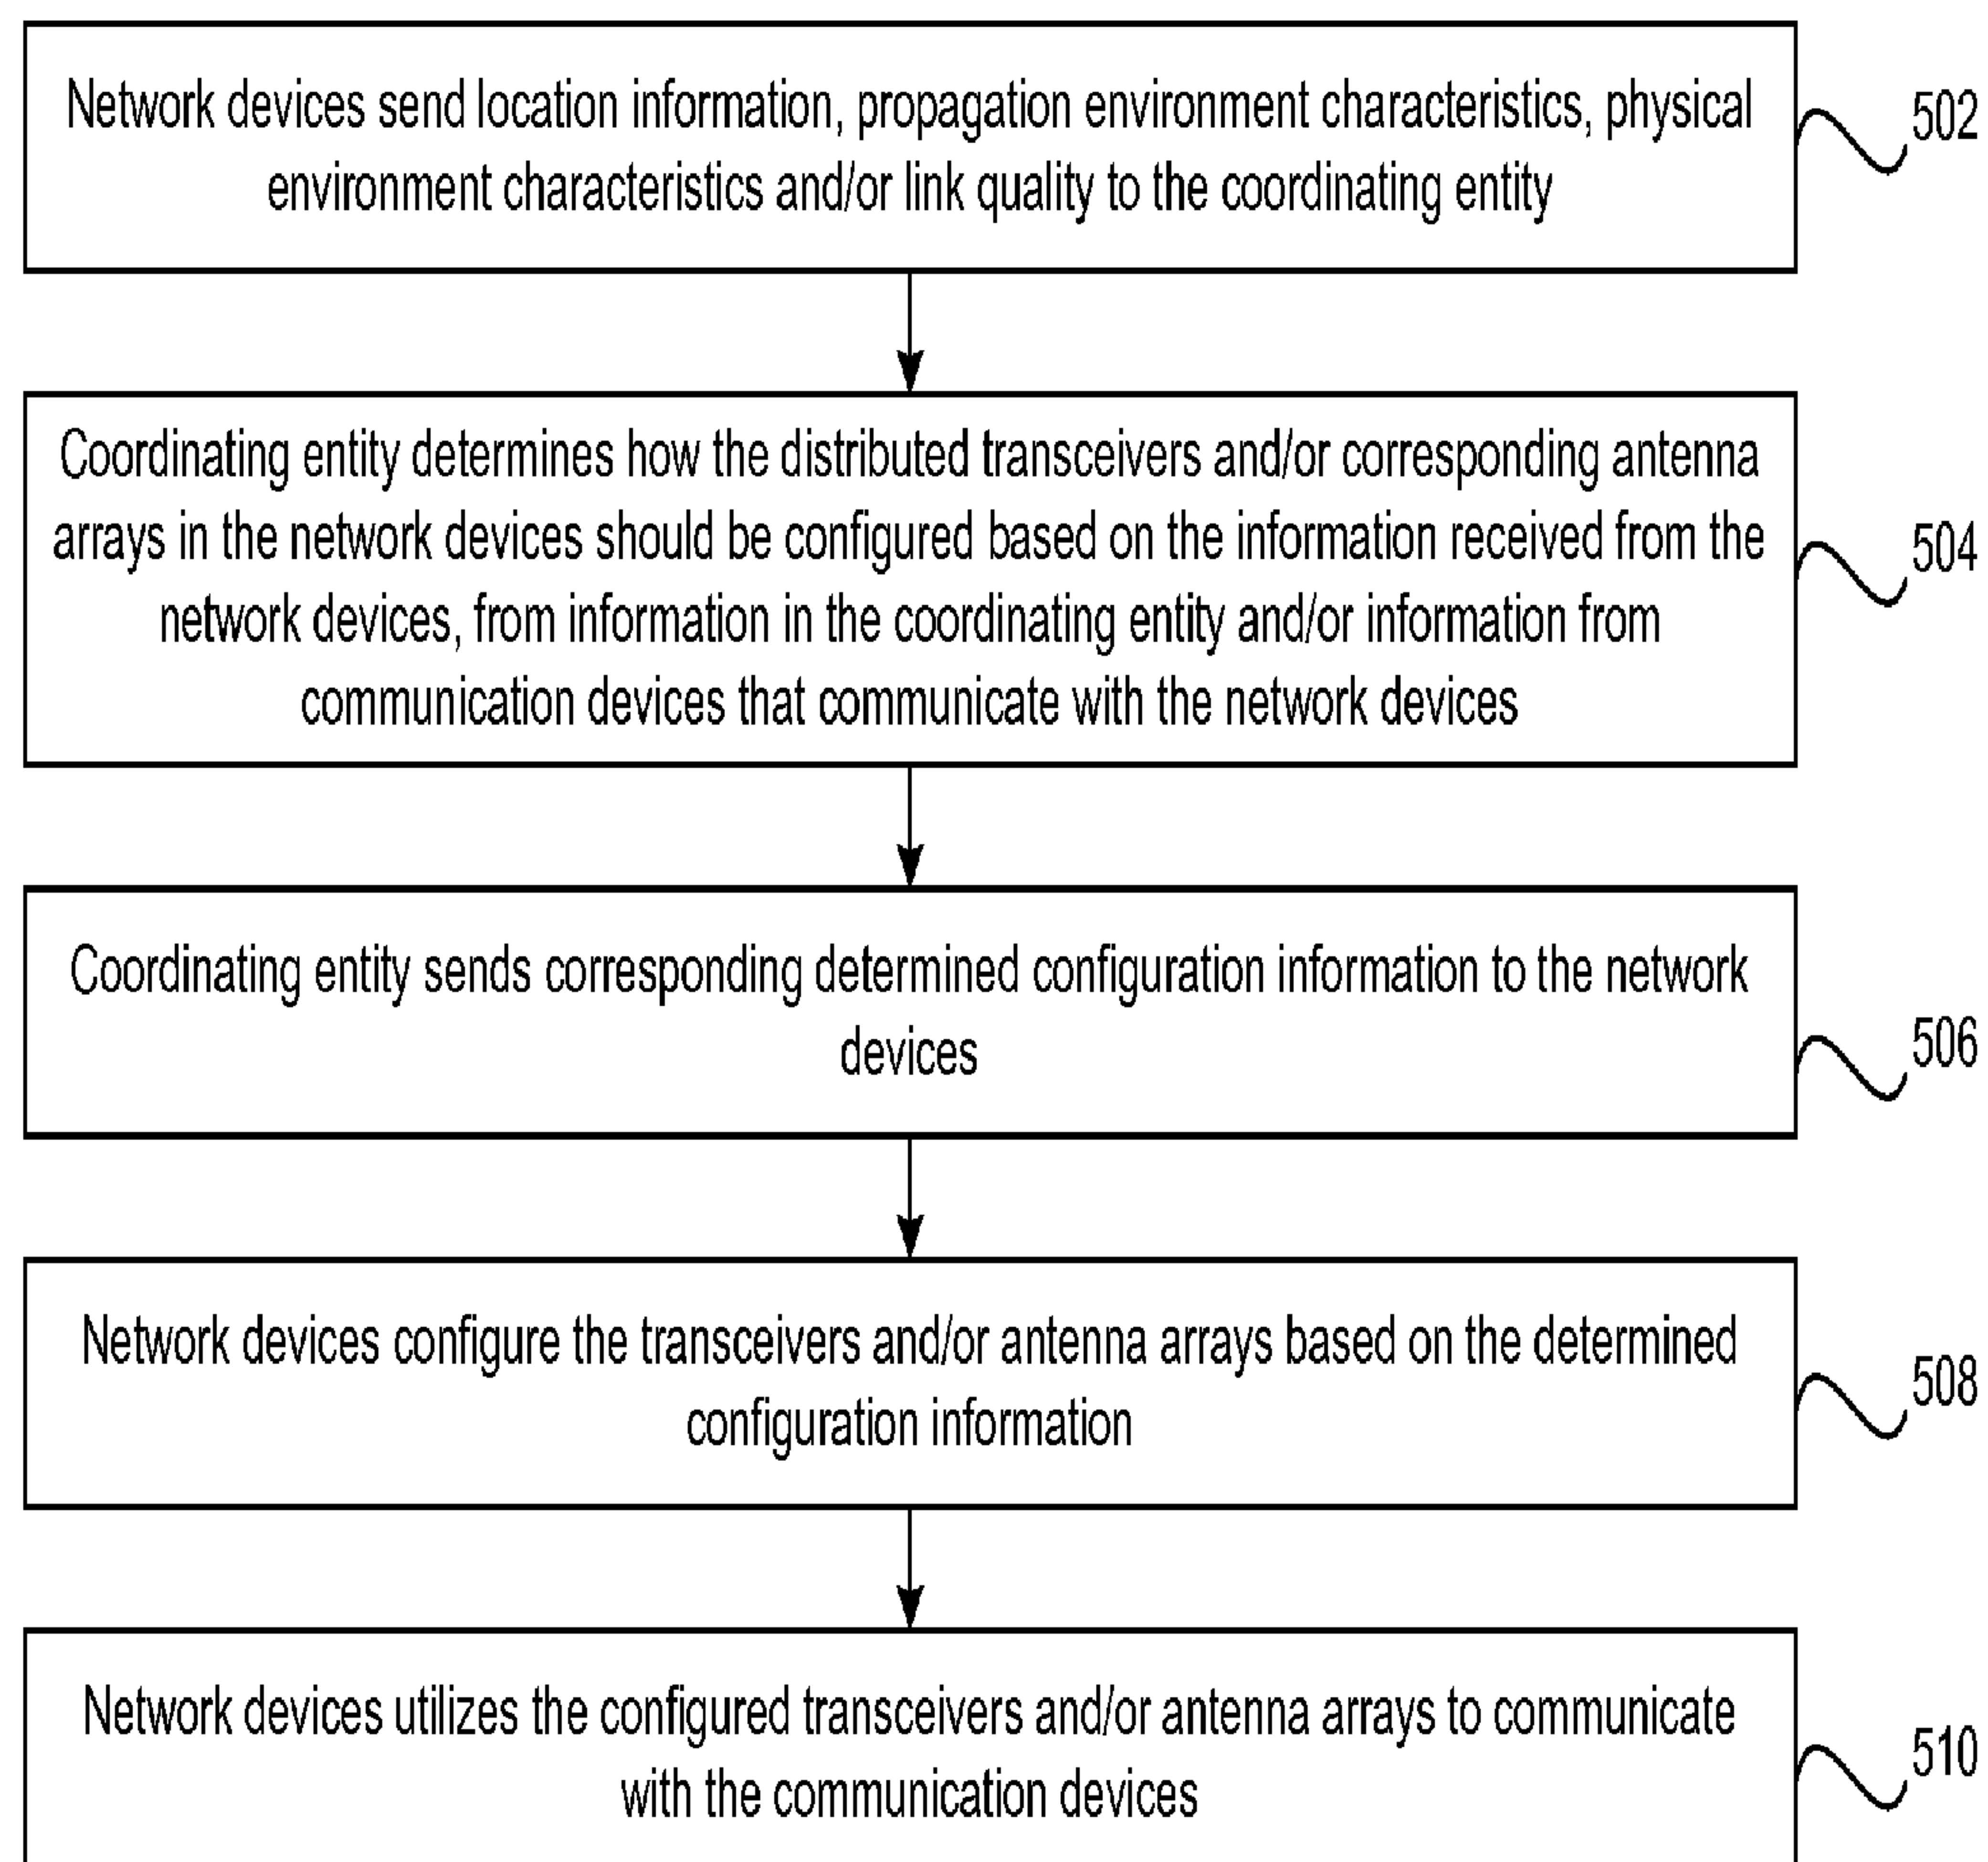 Network devices send location information, propagation environment characteristics, physical
environment characteristics and/or link quality to the coordinating entity
502
Coordinating entity determines how the distributed transceivers and/or corresponding antenna
arrays in the network devices should be configured based on the information received from the
network devices, from information in the coordinating entity and/or information from
communication devices that communicate with the network devices
504
Coordinating entity sends corresponding determined configuration information to the network
devices
506
Network devices configure the transceivers and/or antenna arrays based on the determined
configuration information
508
Network devices utilizes the configured transceivers and/or antenna arrays to communicate
with the communication devices
510